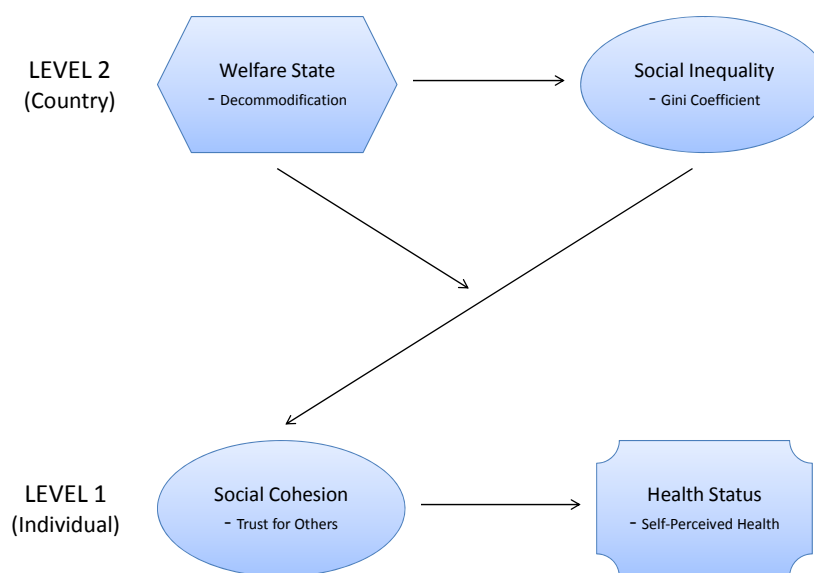 LEVEL 2
(Country)
Welfare State
- Decommodification
Social Inequality
- Gini Coefficient
LEVEL 1
(Individual)
Social Cohesion
- Trust for Others
Health Status
- Self-Perceived Health